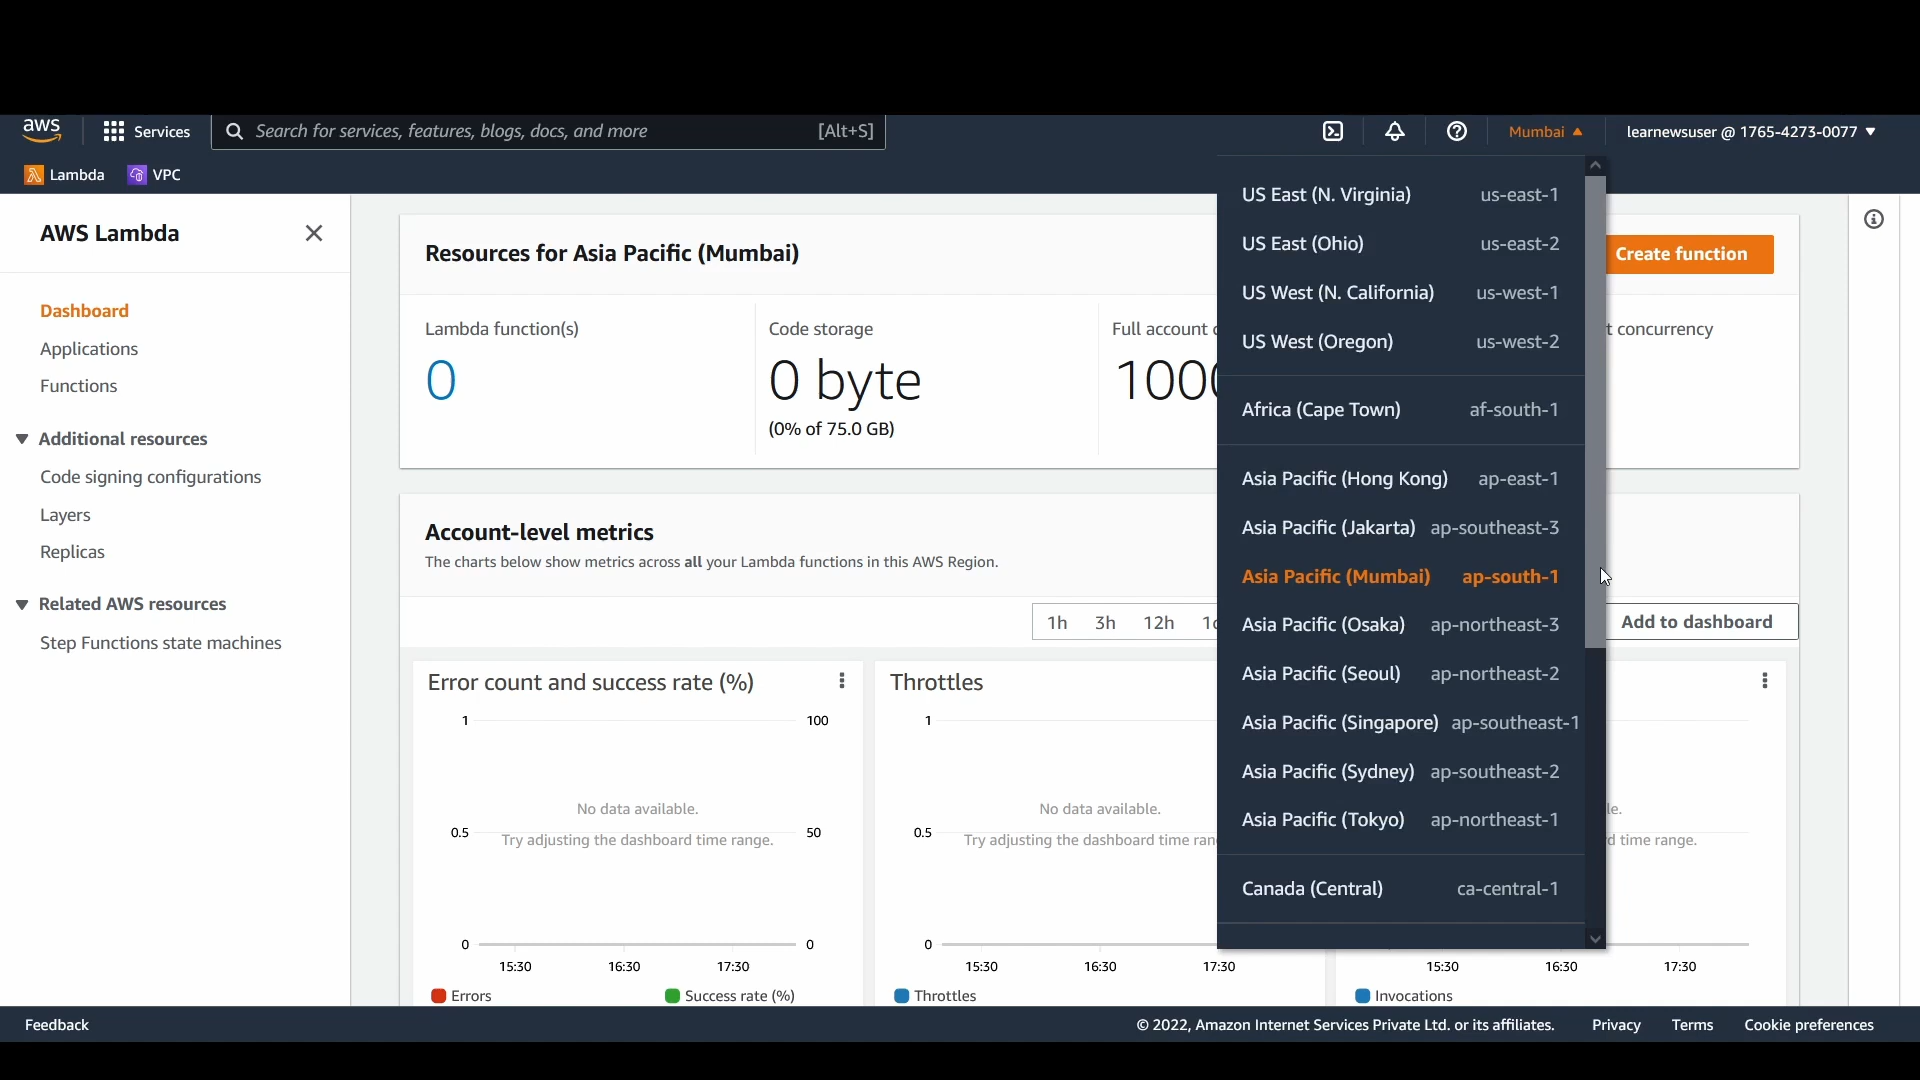 aws
Services
Search for services, features, blogs, docs, and more [Alt+S]
Mumbai
learnewsuser @ 1765-4273-0077
Lambda
VPC
AWS Lambda
Dashboard
Applications
Functions
Additional resources
Code signing configurations
Layers
Replicas
Related AWS resources
Step Functions state machines
Resources for Asia Pacific (Mumbai)
Create function
Lambda function(s)
0
Code storage
0 byte
(0% of 75.0 GB)
Full account
1000
concurrency
Account-level metrics
The charts below show metrics across all your Lambda functions in this AWS Region.
1h 3h 12h
Add to dashboard
Error count and success rate (%)
1 100
No data available.
0.5 50
Try adjusting the dashboard time range.
0 0
15:30 16:30 17:30
Errors Success rate (%)
Throttles
1
No data available.
0.5
Try adjusting the dashboard time
0
15:30 16:30 17:30
Throttles
time range.
15:30 16:30 17:30
Invocations
US East (N. Virginia) us-east-1
US East (Ohio) us-east-2
US West (N. California) us-west-1
US West (Oregon) us-west-2
Africa (Cape Town) af-south-1
Asia Pacific (Hong Kong) ap-east-1
Asia Pacific (Jakarta) ap-southeast-3
Asia Pacific (Mumbai) ap-south-1
Asia Pacific (Osaka) ap-northeast-3
Asia Pacific (Seoul) ap-northeast-2
Asia Pacific (Singapore) ap-southeast-1
Asia Pacific (Sydney) ap-southeast-2
Asia Pacific (Tokyo) ap-northeast-1
Canada (Central) ca-central-1
Feedback
© 2022, Amazon Internet Services Private Ltd. or its affiliates.
Privacy
Terms
Cookie preferences